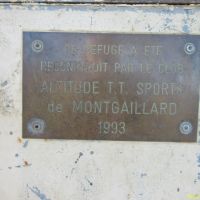 CE REFUGE A ETE
RECONSTRUIT PAR LE CLUB
ALTITUDE T.T. SPORTS
de MONTGAILLARD
1993